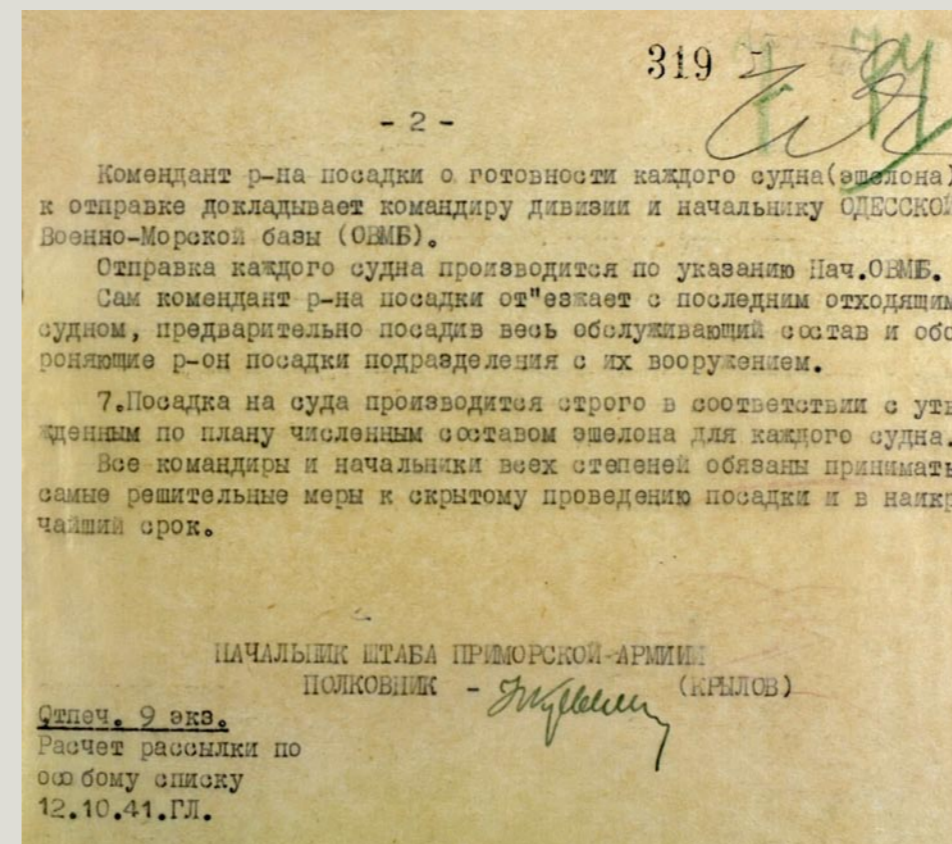 319
- 2 -
Комендант р-на посадки о готовности каждого судна(эшелона)
к отправке докладывает командиру дивизии и начальнику ОДЕССКОЙ
Военно-Морской базы (ОВМБ).
Отправка каждого судна производится по указанию Нач.ОВМБ.
Сам комендант р-на посадки от"езжает с последним отходящим
судном, предварительно посадив весь обслуживающий состав и обо
роняющие р-он посадки подразделения с их вооружением.
7.Посадка на суда производится строго в соответствии с утв
жденным по плану численным составом эшелона для каждого судна.
Все командиры и начальники всех степеней обязаны принимать
самые решительные меры к скрытому проведению посадки и в наикр
чайший срок.
НАЧАЛЬНИК ШТАБА ПРИМОРСКОЙ АРМИИ
ПОЛКОВНИК - (КРЫЛОВ)
Отпеч. 9 экз.
Расчет рассылки по
особому списку
12.10.41.ГЛ.